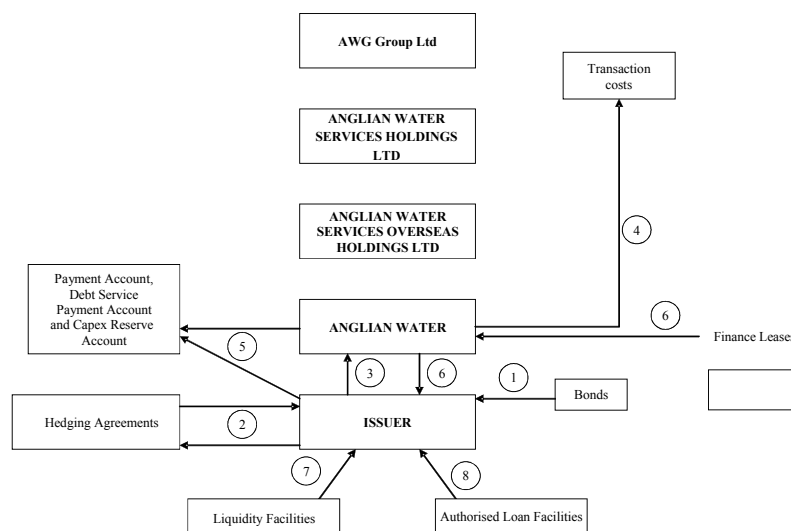 AWG Group Ltd
Transaction
costs
ANGLIAN WATER
SERVICES HOLDINGS
LTD
ANGLIAN WATER
SERVICES OVERSEAS
HOLDINGS LTD
4
Payment Account,
Debt Service
Payment Account
and Capex Reserve
Account
ANGLIAN WATER
6
Finance Leases
5
3
6
1
Bonds
Hedging Agreements
2
ISSUER
7
8
Liquidity Facilities
Authorised Loan Facilities